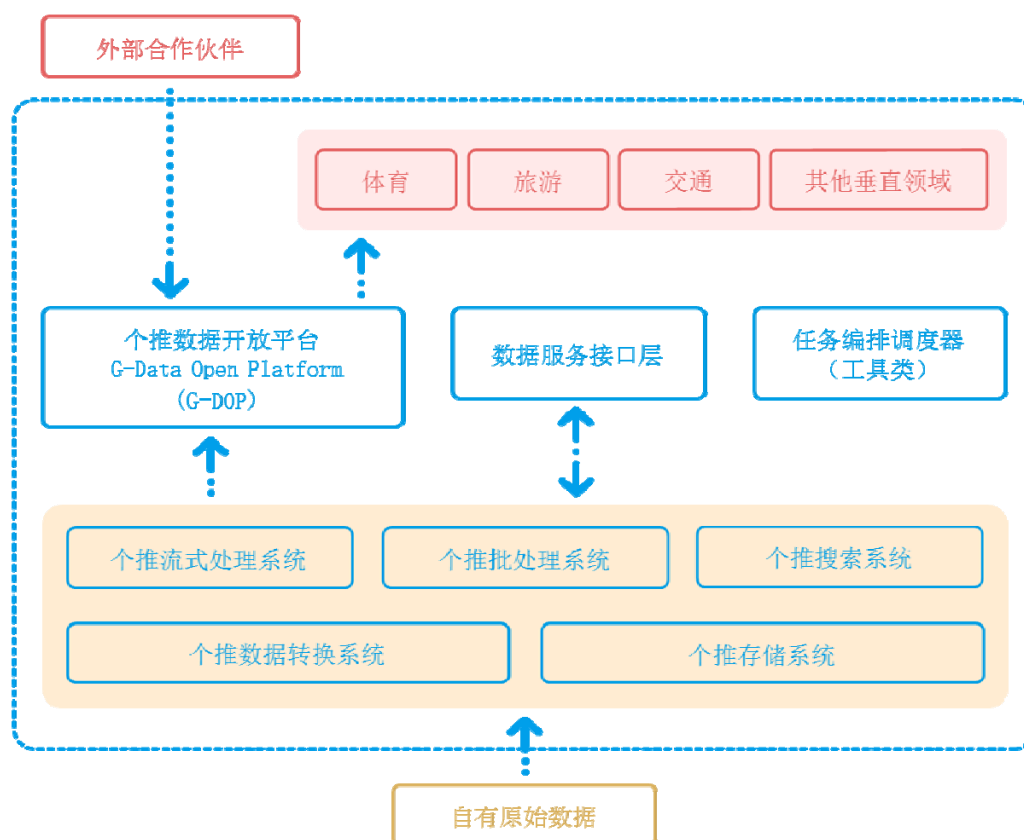 外部合作伙伴
体育
旅游
交通
其他垂直领域
个推数据开放平台
G-Data Open Platform
(G-DOP)
数据服务接口层
任务编排调度器
（工具类）
个推流式处理系统
个推批处理系统
个推搜索系统
个推数据转换系统
个推存储系统
自有原始数据